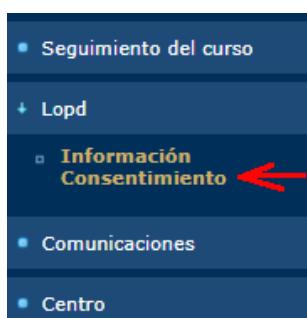 Seguimiento del curso
Lopd
Información
Consentimiento
Comunicaciones
Centro